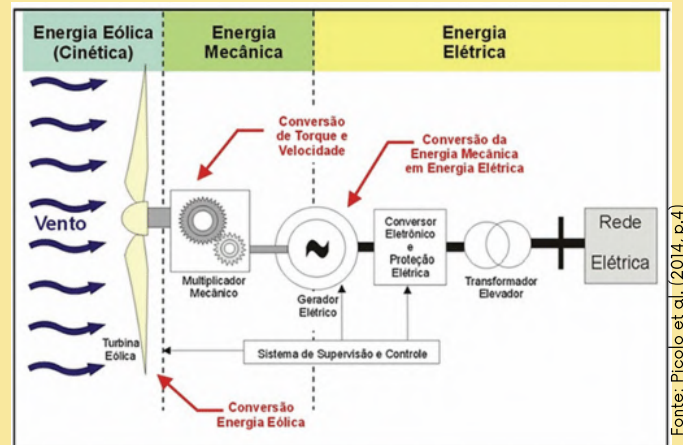 Energia Eólica
(Cinética)
Energia
Mecânica
Energia
Elétrica
Conversão
de Torque e
Velocidade
Conversão da
Energia Mecânica
em Energia Elétrica
Vento
Multiplicador
Mecânico
Gerador
Elétrico
Conversor
Eletrônico
e
Proteção
Elétrica
Transformador
Elevador
Rede
Elétrica
Turbina
Eólica
Sistema de Supervisão e Controle
Conversão
Energia Eólica
Fonte: Picolo et al. (2014, p.4)